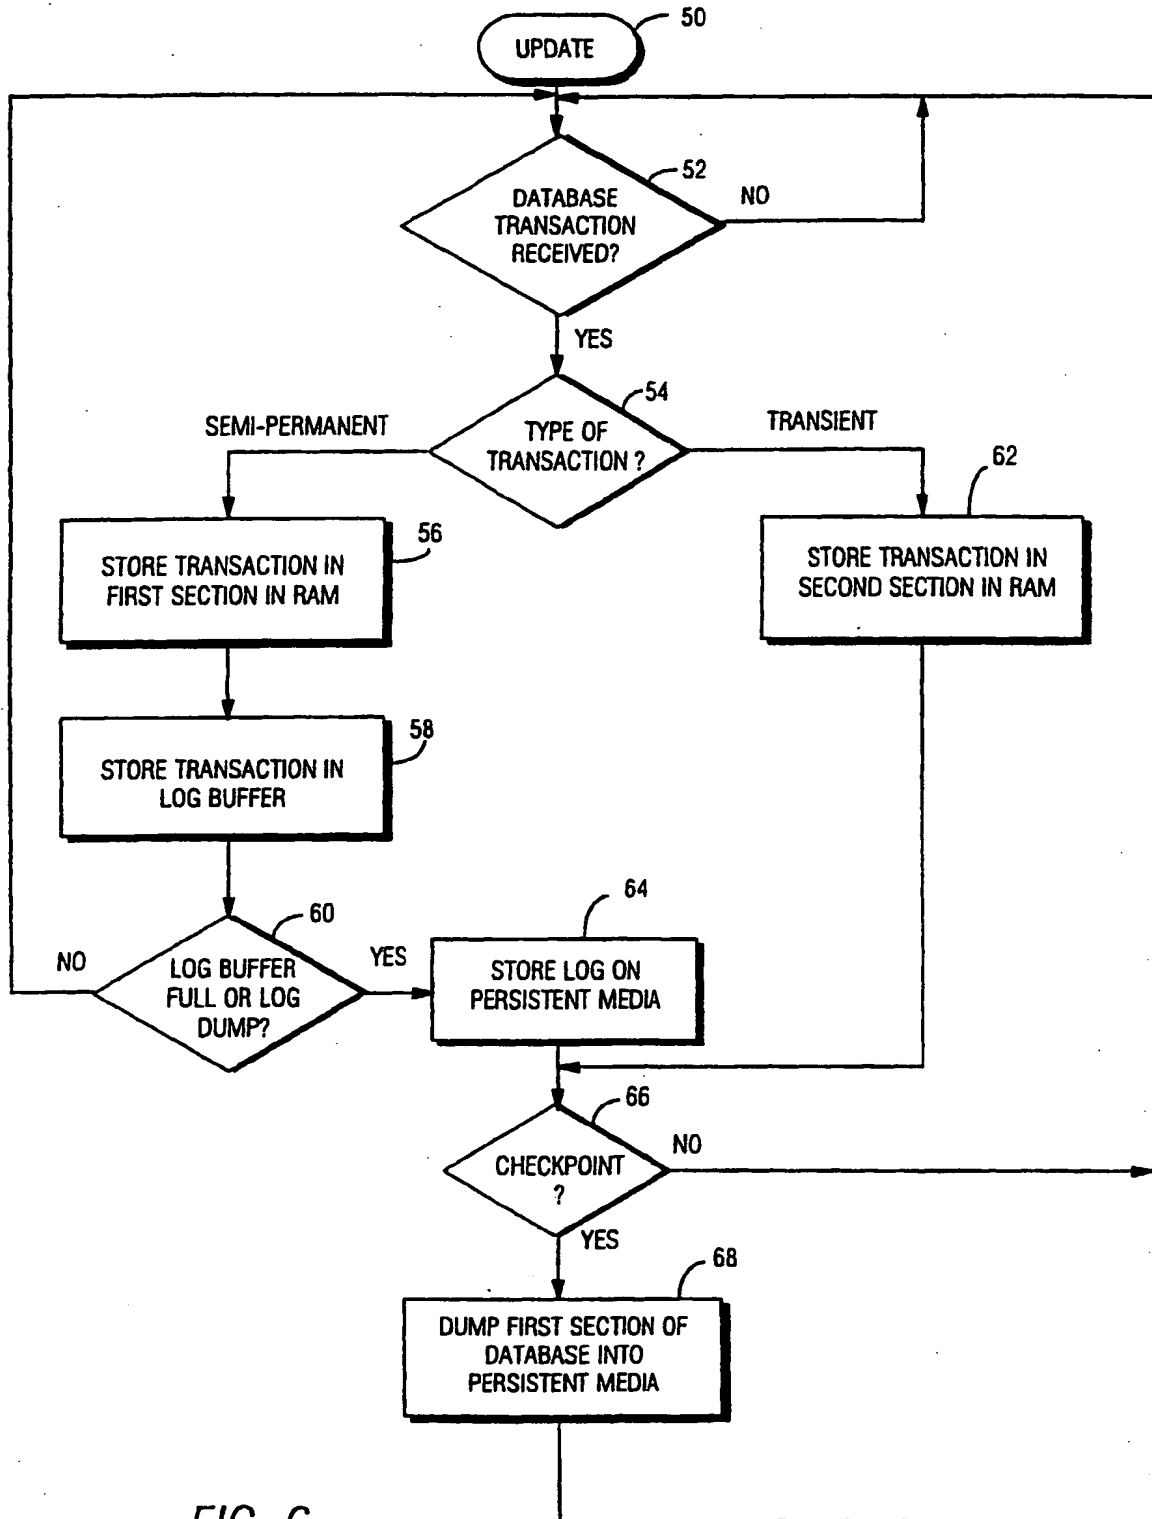 50
UPDATE
52
DATABASE
TRANSACTION
RECEIVED?
NO
YES
54
SEMI-PERMANENT
TYPE OF
TRANSACTION ?
TRANSIENT
62
56
STORE TRANSACTION IN
FIRST SECTION IN RAM
STORE TRANSACTION IN
SECOND SECTION IN RAM
58
STORE TRANSACTION IN
LOG BUFFER
64
60
NO
LOG BUFFER
FULL OR LOG
DUMP?
YES
STORE LOG ON
PERSISTENT MEDIA
66
NO
CHECKPOINT
?
YES
68
DUMP FIRST SECTION OF
DATABASE INTO
PERSISTENT MEDIA